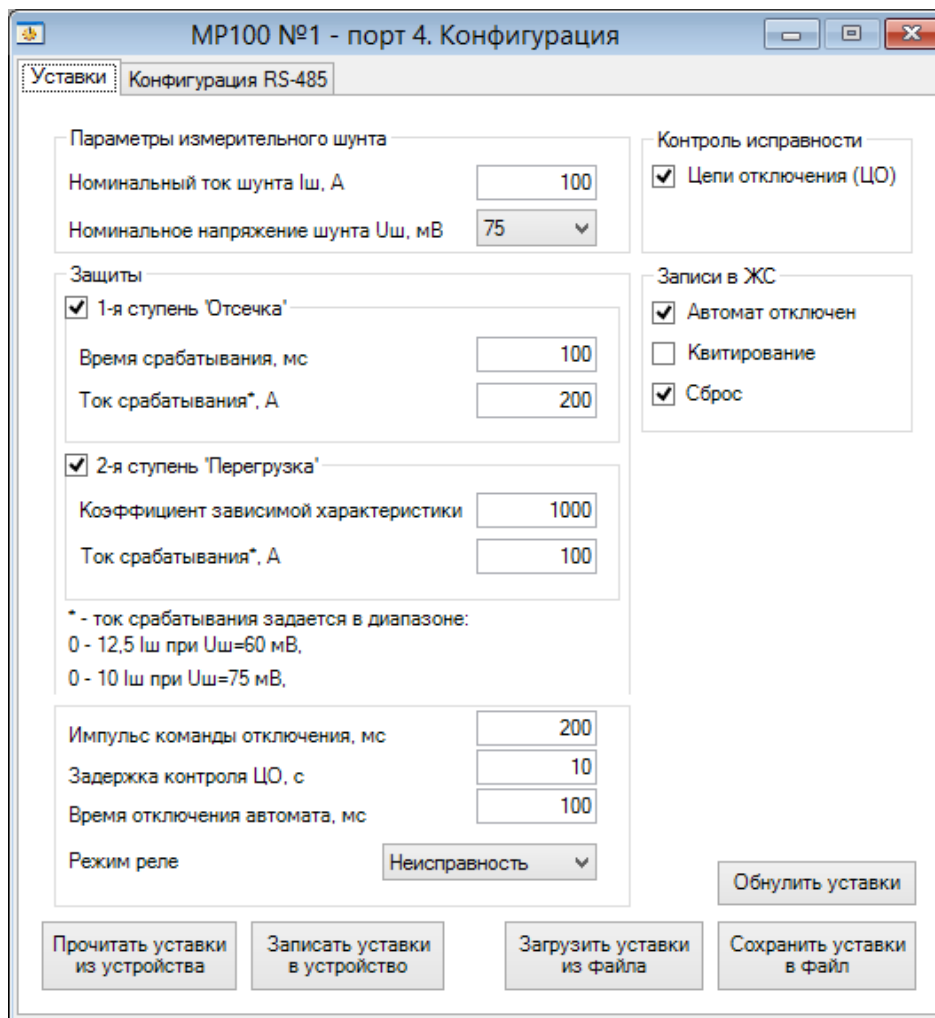 МР100 №1 - порт 4. Конфигурация
Уставки
Конфигурация RS-485
Параметры измерительного шунта
Номинальный ток шунта Iш, А
100
Номинальное напряжение шунта Uш, мВ
75
Контроль исправности
Цепи отключения (ЦО)
Защиты
1-я ступень 'Отсечка'
Время срабатывания, мс
100
Ток срабатывания*, А
200
2-я ступень 'Перегрузка'
Коэффициент зависимой характеристики
1000
Ток срабатывания*, А
100
* - ток срабатывания задается в диапазоне:
0 - 12,5 Iш при Uш=60 мВ,
0 - 10 Iш при Uш=75 мВ,
Записи в ЖС
Автомат отключен
Квитирование
Сброс
Импульс команды отключения, мс
200
Задержка контроля ЦО, с
10
Время отключения автомата, мс
100
Режим реле
Неисправность
Обнулить уставки
Прочитать уставки
из устройства
Записать уставки
в устройство
Загрузить уставки
из файла
Сохранить уставки
в файл